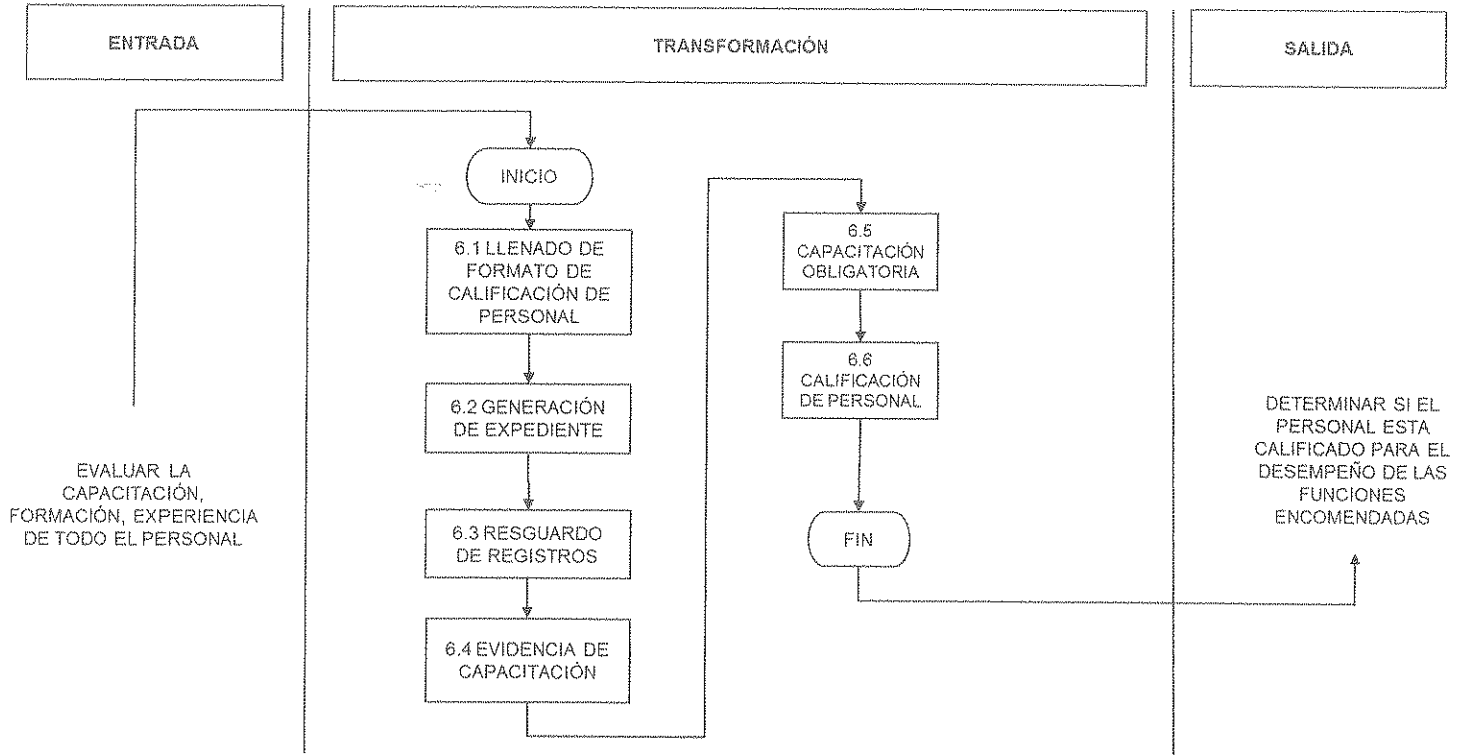 ENTRADA
TRANSFORMACIÓN
SALIDA
INICIO
6.1 LLENADO DE
FORMATO DE
CALIFICACIÓN DE
PERSONAL
6.2 GENERACIÓN
DE EXPEDIENTE
6.3 RESGUARDO
DE REGISTROS
6.4 EVIDENCIA DE
CAPACITACIÓN
6.5
CAPACITACIÓN
OBLIGATORIA
6.6
CALIFICACIÓN
DE PERSONAL
FIN
EVALUAR LA
CAPACITACIÓN,
FORMACIÓN, EXPERIENCIA
DE TODO EL PERSONAL
DETERMINAR SI EL
PERSONAL ESTA
CALIFICADO PARA EL
DESEMPEÑO DE LAS
FUNCIONES
ENCOMENDADAS